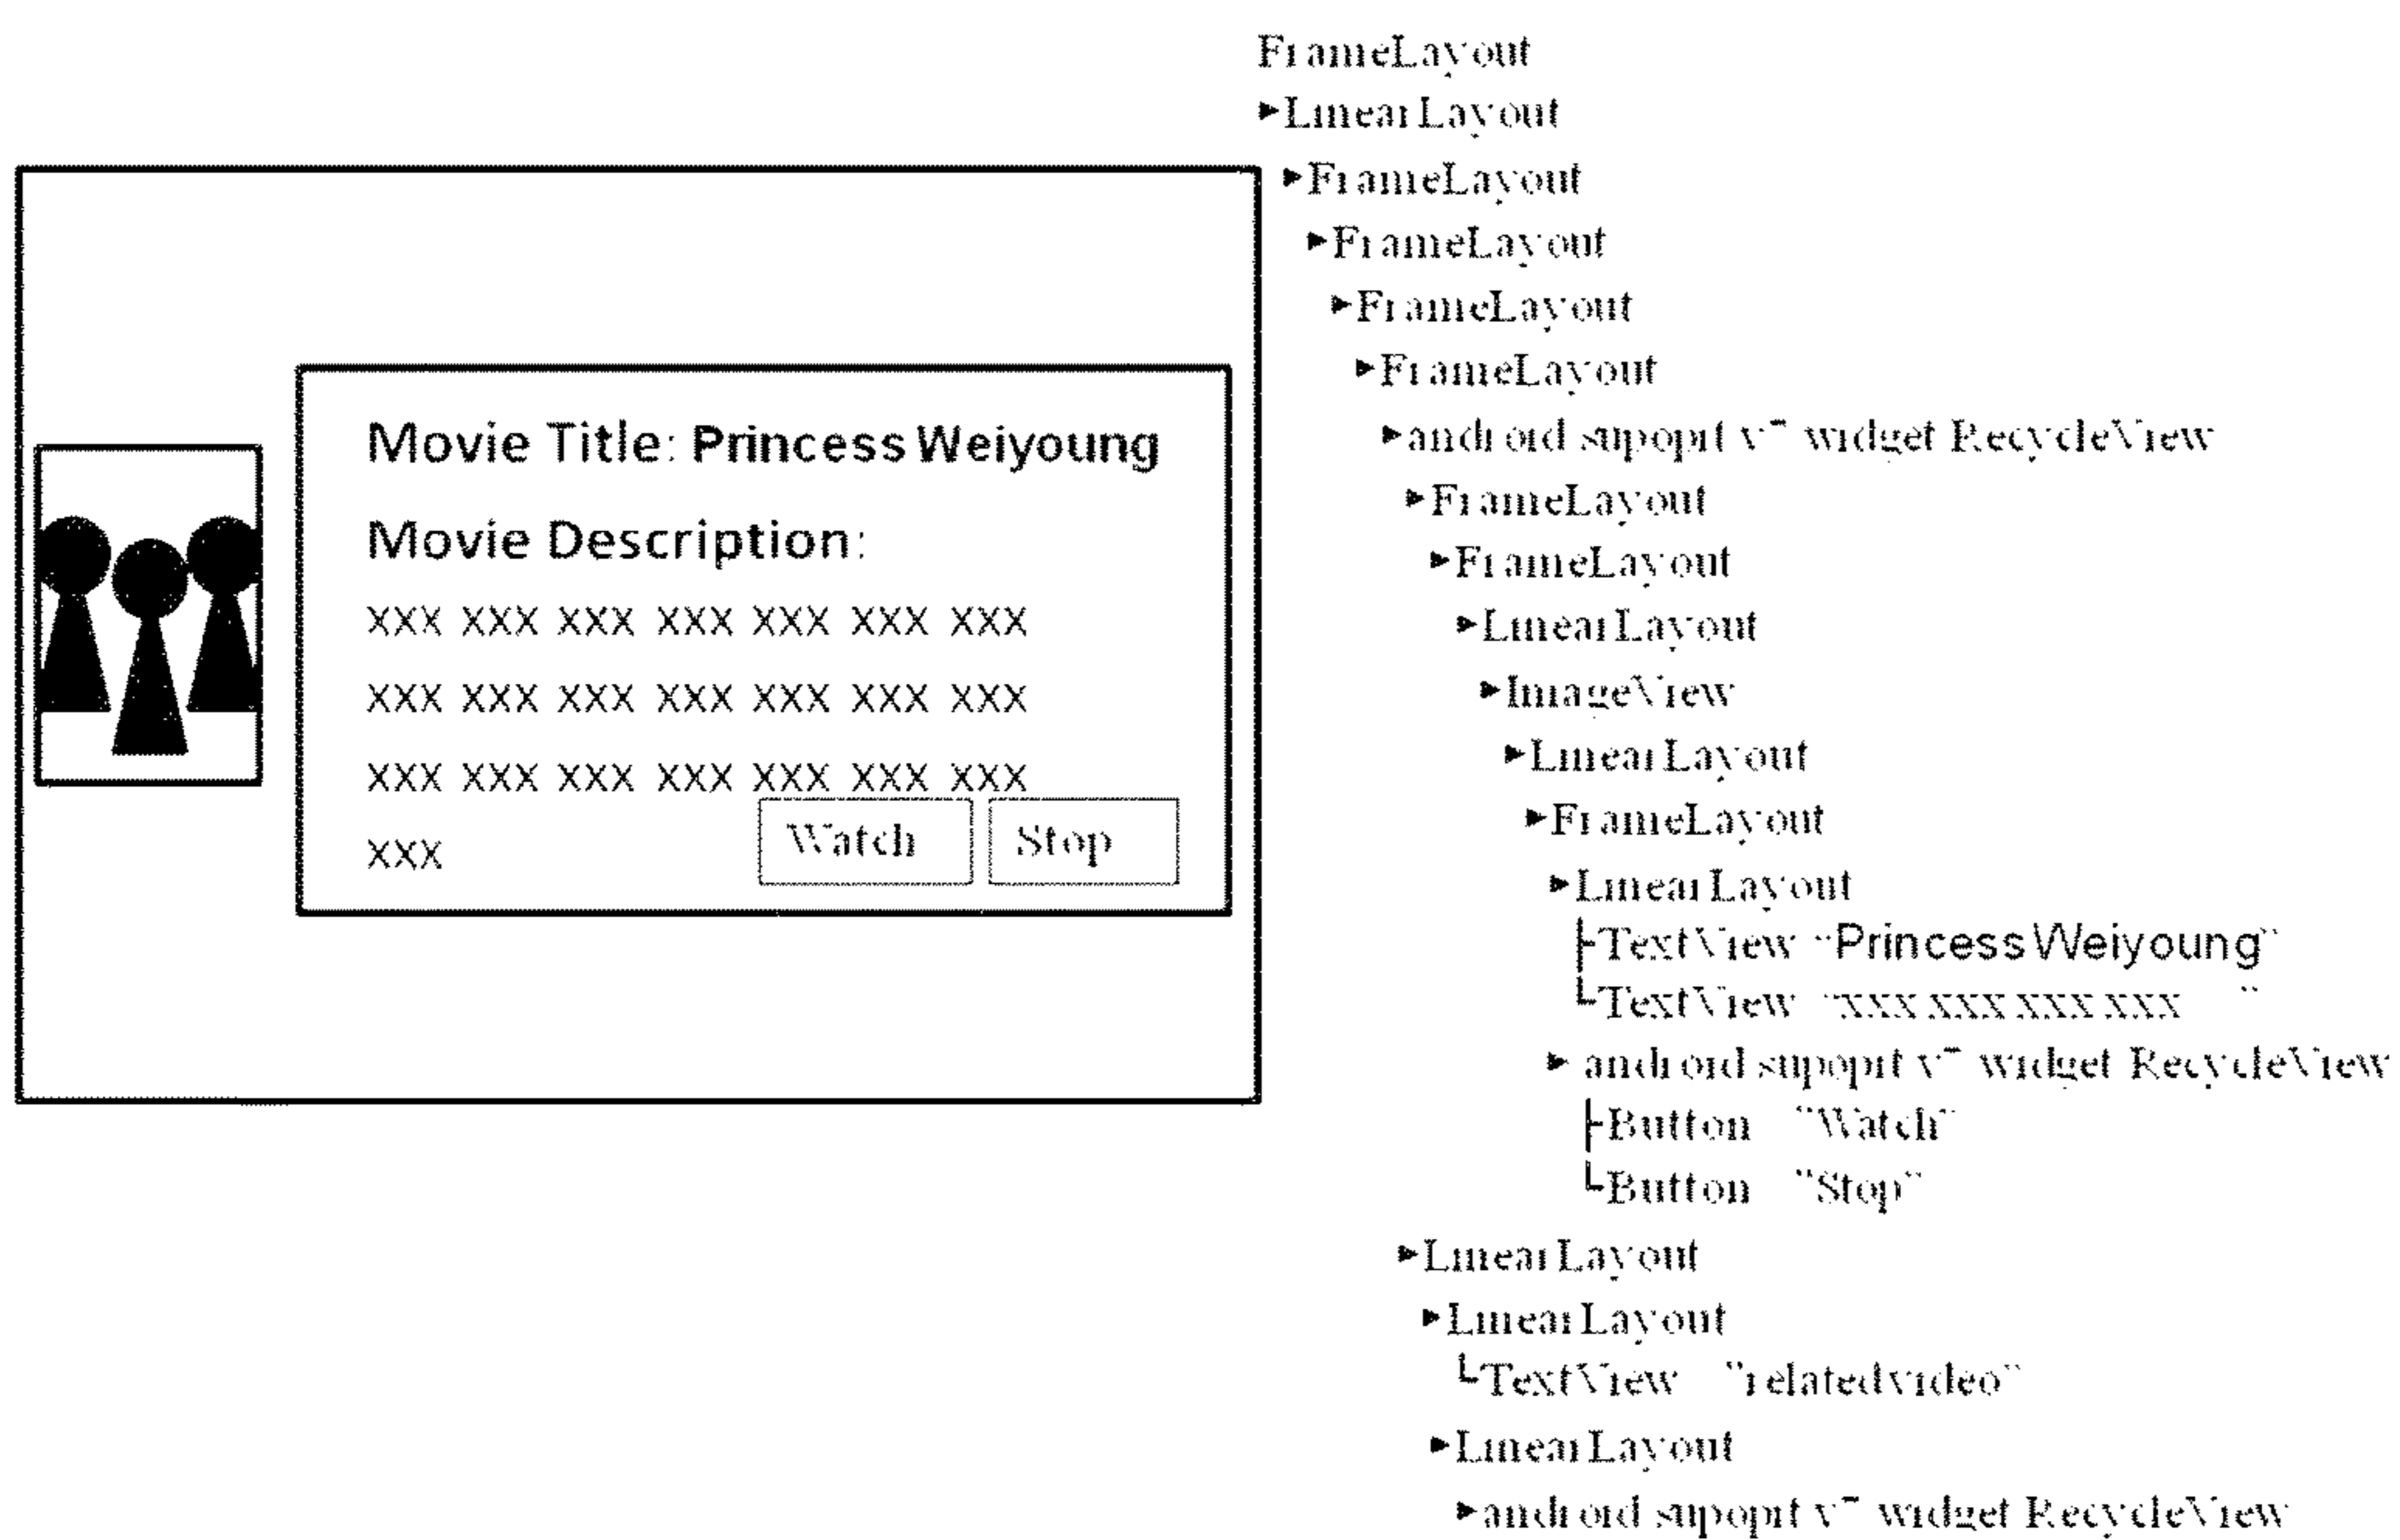 Movie Title: Princess Weiyoung
Movie Description:
xxx xxx xxx xxx xxx xxx xxx
xxx xxx xxx xxx xxx xxx xxx
xxx xxx xxx xxx xxx xxx xxx
xxx
Watch
Stop
FrameLayout
LinearLayout
FrameLayout
FrameLayout
FrameLayout
FrameLayout
android supoprt v7 widget RecycleView
FrameLayout
FrameLayout
LinearLayout
ImageView
LinearLayout
FrameLayout
LinearLayout
TextView "Princess Weiyoung"
TextView "xxx xxx xxx xxx "
android supoprt v7 widget RecycleView
Button "Watch"
Button "Stop"
LinearLayout
LinearLayout
TextView "relatedvideo"
LinearLayout
android supoprt v7 widget RecycleView